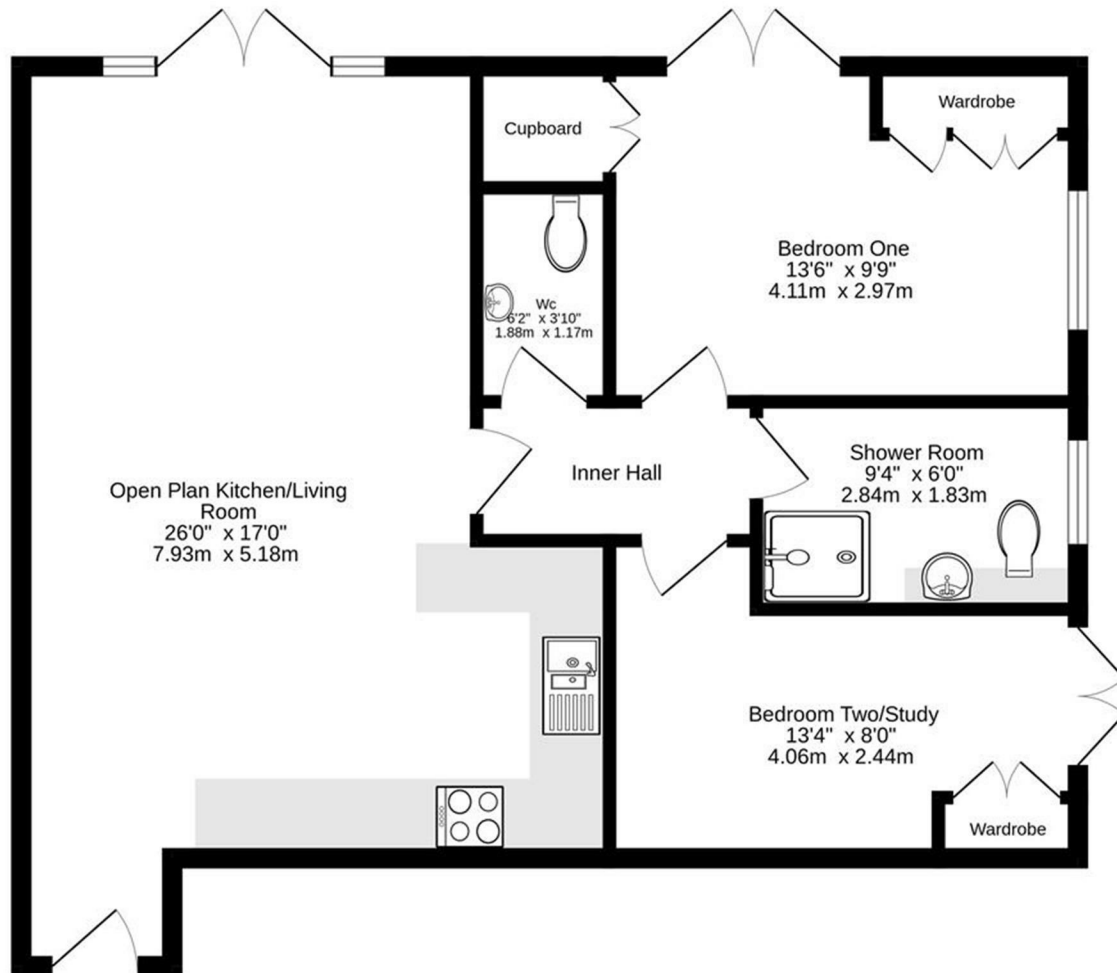 Cupboard
Wardrobe
Bedroom One
13'6" x 9'9"
4.11m x 2.97m
Wc
6'2" x 3'10"
1.88m x 1.17m
Inner Hall
Shower Room
9'4" x 6'0"
2.84m x 1.83m
Open Plan Kitchen/Living
Room
26'0" x 17'0"
7.93m x 5.18m
Bedroom Two/Study
13'4" x 8'0"
4.06m x 2.44m
Wardrobe